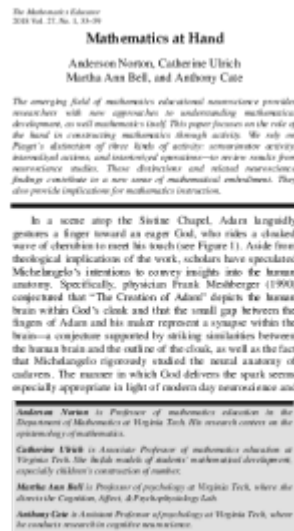 The Mathematics Educator
2018 Vol. 27, No. 1, 33–59
Mathematics at Hand
Anderson Norton, Catherine Ulrich
Martha Ann Bell, and Anthony Cate
The emerging field of mathematics educational neuroscience provides
researchers with new approaches to understanding mathematical
development, as well mathematics itself. This paper focuses on the role of
the hand in constructing mathematics through activity. We rely on
Piaget's distinction of three kinds of activity: sensorimotor activity,
internalized actions, and interiorized operations—to review results from
neuroscience studies. These distinctions and related neuroscience
findings contribute to a new sense of mathematical embodiment. They
also provide implications for mathematics instruction.
In a scene atop the Sistine Chapel, Adam languidly
gestures a finger toward an eager God, who rides a cloaked
wave of cherubim to meet his touch (see Figure 1). Aside from
theological implications of the work, scholars have speculated
Michelangelo's intentions to convey insights into the human
anatomy. Specifically, physician Frank Meshberger (1990)
conjectured that "The Creation of Adam" depicts the human
brain within God's cloak and that the small gap between the
fingers of Adam and his maker represent a synapse within the
brain—a conjecture supported by striking similarities between
the human brain and the outline of the cloak, as well as the fact
that Michelangelo rigorously studied the neural anatomy of
cadavers. The manner in which God delivers the spark seems
especially appropriate in light of modern day neuroscience and
Anderson Norton is Professor of mathematics education in the
Department of Mathematics at Virginia Tech. His research centers on the
epistemology of mathematics.
Catherine Ulrich is Associate Professor of mathematics education at
Virginia Tech. She builds models of students' mathematical development,
especially children's construction of number.
Martha Ann Bell is Professor of psychology at Virginia Tech, where she
directs the Cognition, Affect, & Psychophysiology Lab.
Anthony Cate is Assistant Professor of psychology at Virginia Tech, where
he conducts research in cognitive neuroscience.